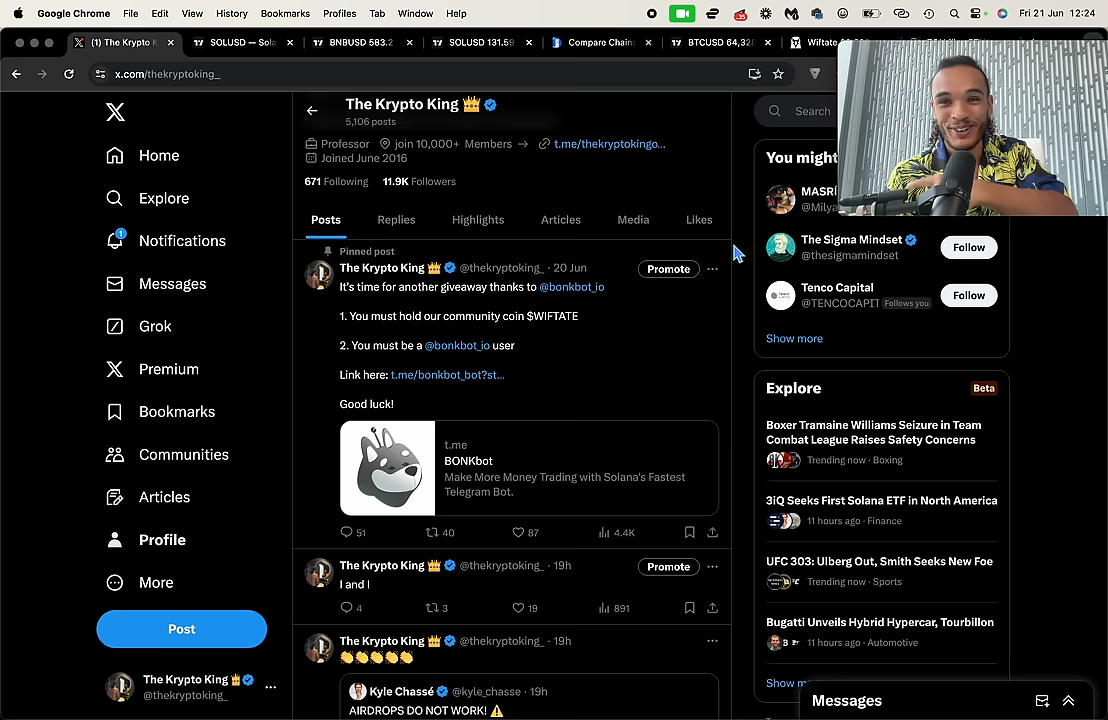 Google Chrome File Edit View History Bookmarks Profiles Tab Window Help
35
Fri 21 Jun 12:24
(1) The Krypto K
SOLUSD — Sola
BNBUSD 583.2
SOLUSD 131.59
Compare Chain
BTCUSD 64,32
Wiftate
x.com/thekryptoking_
Home
Explore
1
Notifications
Messages
Grok
Premium
Bookmarks
Communities
Articles
Profile
More
Post
The Krypto King 👑
@thekryptoking_
The Krypto King 👑
5,106 posts
Professor join 10,000+ Members → t.me/thekryptokingo...
Joined June 2016
671 Following 11.9K Followers
Posts Replies Highlights Articles Media Likes
Pinned post
The Krypto King 👑 @thekryptoking_ · 20 Jun
Promote
It's time for another giveaway thanks to @bonkbot_io
1. You must hold our community coin $WIFTATE
2. You must be a @bonkbot_io user
Link here: t.me/bonkbot_bot?st...
Good luck!
t.me
BONKbot
Make More Money Trading with Solana's Fastest
Telegram Bot.
51 40 87 4.4K
The Krypto King 👑 @thekryptoking_ · 19h
Promote
I and I
4 3 19 891
The Krypto King 👑 @thekryptoking_ · 19h
👏👏👏👏👏
Kyle Chassé @kyle_chasse · 19h
AIRDROPS DO NOT WORK! ⚠️
Search
You might
MASRI
@Milya
The Sigma Mindset
@thesigmamindset
Follow
Tenco Capital
@TENCOCAPIT Follows you
Follow
Show more
Explore
Beta
Boxer Tramaine Williams Seizure in Team
Combat League Raises Safety Concerns
Trending now · Boxing
3iQ Seeks First Solana ETF in North America
11 hours ago · Finance
UFC 303: Ulberg Out, Smith Seeks New Foe
Trending now · Sports
Bugatti Unveils Hybrid Hypercar, Tourbillon
11 hours ago · Automotive
Show mo
Messages